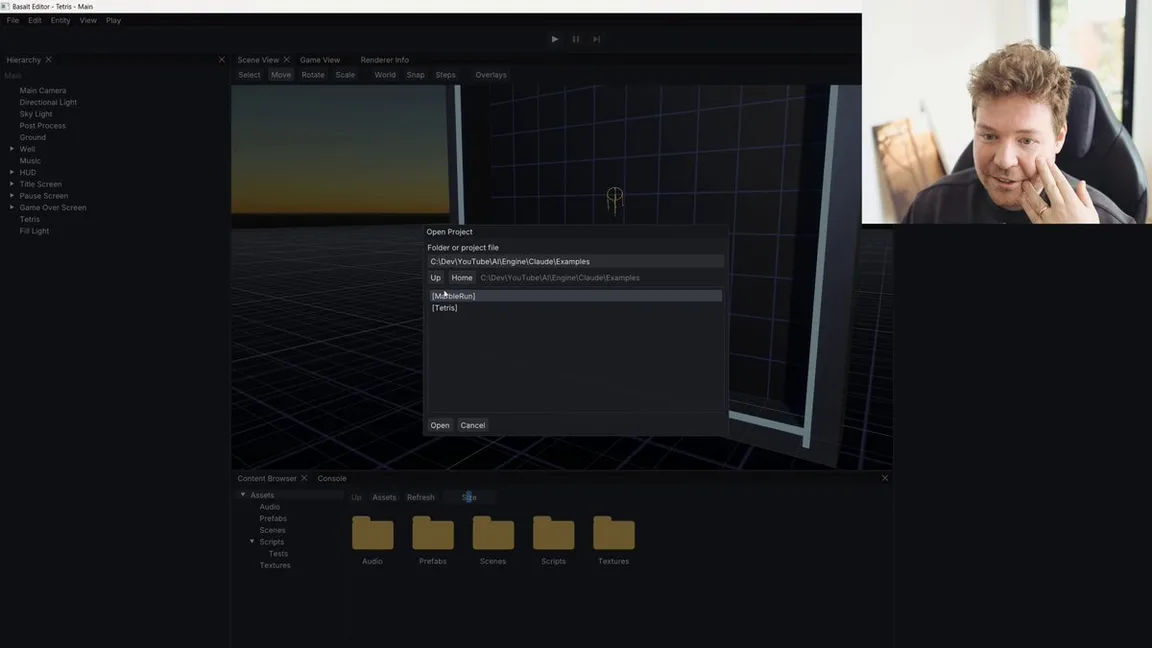 Basalt Editor - Tetris - Main
File Edit Entity View Play
Hierarchy
Main
Main Camera
Directional Light
Sky Light
Post Process
Ground
Well
Music
HUD
Title Screen
Pause Screen
Game Over Screen
Tetris
Fill Light
Scene View Game View Renderer Info
Select Move Rotate Scale World Snap Steps Overlays
Open Project
Folder or project file
C:\Dev\YouTube\AI\Engine\Claude\Examples
Up Home C:\Dev\YouTube\AI\Engine\Claude\Examples
[MarbleRun]
[Tetris]
Open Cancel
Content Browser Console
Assets
Audio
Prefabs
Scenes
Scripts
Tests
Textures
Up Assets Refresh Size
Audio Prefabs Scenes Scripts Textures